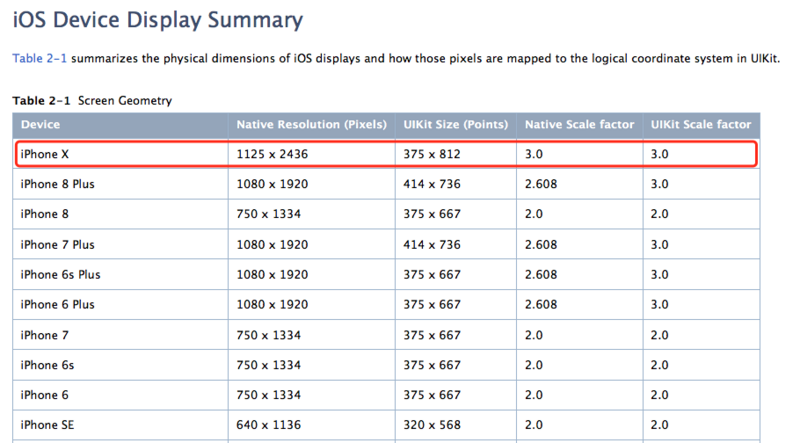 iOS Device Display Summary
Table 2-1 summarizes the physical dimensions of iOS displays and how those pixels are mapped to the logical coordinate system in UIKit.
Table 2-1 Screen Geometry
Device Native Resolution (Pixels) UIKit Size (Points) Native Scale factor UIKit Scale factor
iPhone X 1125 x 2436 375 x 812 3.0 3.0
iPhone 8 Plus 1080 x 1920 414 x 736 2.608 3.0
iPhone 8 750 x 1334 375 x 667 2.0 2.0
iPhone 7 Plus 1080 x 1920 414 x 736 2.608 3.0
iPhone 6s Plus 1080 x 1920 375 x 667 2.608 3.0
iPhone 6 Plus 1080 x 1920 375 x 667 2.608 3.0
iPhone 7 750 x 1334 375 x 667 2.0 2.0
iPhone 6s 750 x 1334 375 x 667 2.0 2.0
iPhone 6 750 x 1334 375 x 667 2.0 2.0
iPhone SE 640 x 1136 320 x 568 2.0 2.0